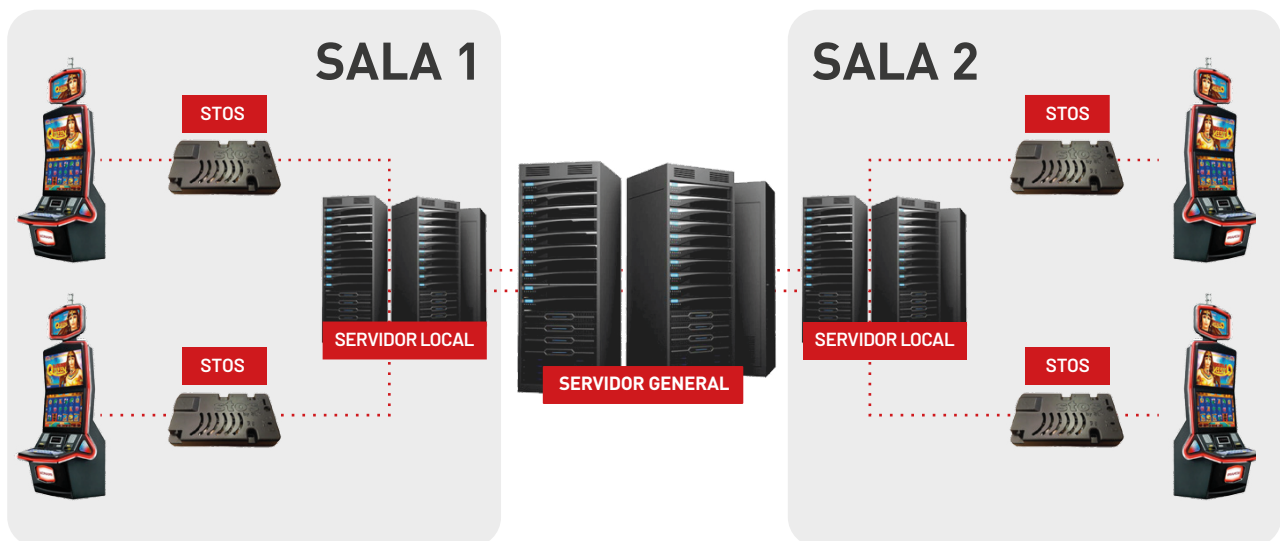 SALA 1
SALA 2
STOS
STOS
SERVIDOR LOCAL
SERVIDOR GENERAL
SERVIDOR LOCAL
STOS
STOS